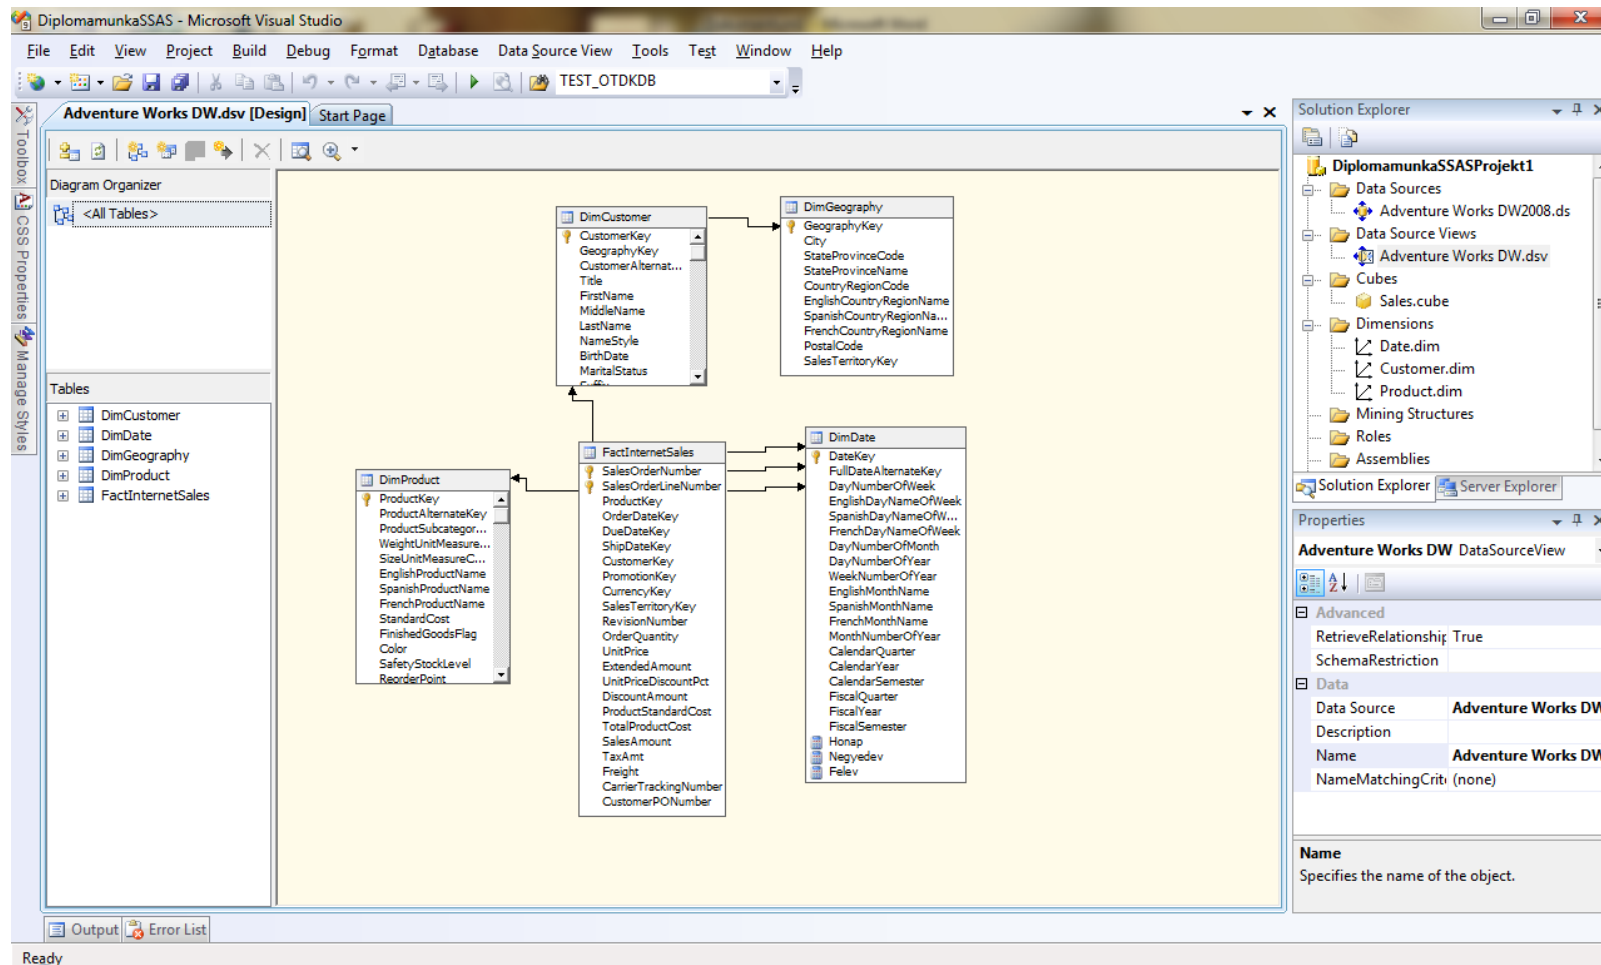 DiplomamunkaSSAS - Microsoft Visual Studio
File Edit View Project Build Debug Format Database Data Source View Tools Test Window Help
TEST_OTDKDB
Toolbox
CSS Properties
Manage Styles
Adventure Works DW.dsv [Design] Start Page
Diagram Organizer
<All Tables>
Tables
DimCustomer
DimDate
DimGeography
DimProduct
FactInternetSales
DimCustomer
CustomerKey
GeographyKey
CustomerAlternat...
Title
FirstName
MiddleName
LastName
NameStyle
BirthDate
MaritalStatus
Suffix
DimGeography
GeographyKey
City
StateProvinceCode
StateProvinceName
CountryRegionCode
EnglishCountryRegionName
SpanishCountryRegionNa...
FrenchCountryRegionName
PostalCode
SalesTerritoryKey
DimProduct
ProductKey
ProductAlternateKey
ProductSubcategor...
WeightUnitMeasure...
SizeUnitMeasureC...
EnglishProductName
SpanishProductName
FrenchProductName
StandardCost
FinishedGoodsFlag
Color
SafetyStockLevel
ReorderPoint
FactInternetSales
SalesOrderNumber
SalesOrderLineNumber
ProductKey
OrderDateKey
DueDateKey
ShipDateKey
CustomerKey
PromotionKey
CurrencyKey
SalesTerritoryKey
RevisionNumber
OrderQuantity
UnitPrice
ExtendedAmount
UnitPriceDiscountPct
DiscountAmount
ProductStandardCost
TotalProductCost
SalesAmount
TaxAmt
Freight
CarrierTrackingNumber
CustomerPONumber
DimDate
DateKey
FullDateAlternateKey
DayNumberOfWeek
EnglishDayNameOfWeek
SpanishDayNameOfW...
FrenchDayNameOfWeek
DayNumberOfMonth
DayNumberOfYear
WeekNumberOfYear
EnglishMonthName
SpanishMonthName
FrenchMonthName
MonthNumberOfYear
CalendarQuarter
CalendarYear
CalendarSemester
FiscalQuarter
FiscalYear
FiscalSemester
Honap
Negyedev
Felev
Solution Explorer
DiplomamunkaSSASProjekt1
Data Sources
Adventure Works DW2008.ds
Data Source Views
Adventure Works DW.dsv
Cubes
Sales.cube
Dimensions
Date.dim
Customer.dim
Product.dim
Mining Structures
Roles
Assemblies
Solution Explorer Server Explorer
Properties
Adventure Works DW DataSourceView
Advanced
RetrieveRelationship True
SchemaRestriction
Data
Data Source Adventure Works DW
Description
Name Adventure Works DW
NameMatchingCrit (none)
Name
Specifies the name of the object.
Output Error List
Ready